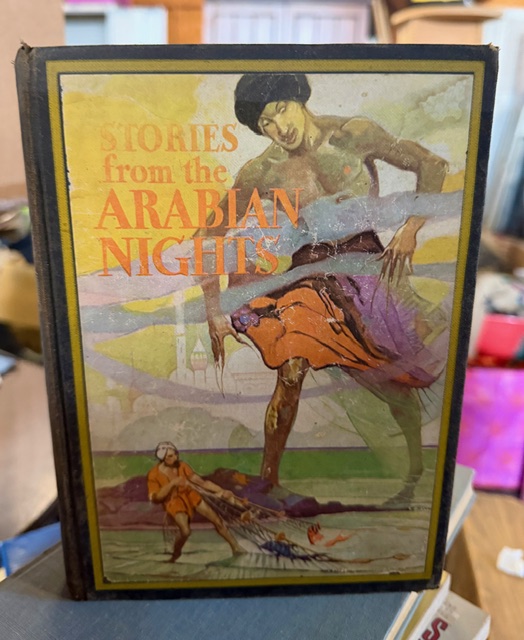 STORIES
from the
ARABIAN
NIGHTS